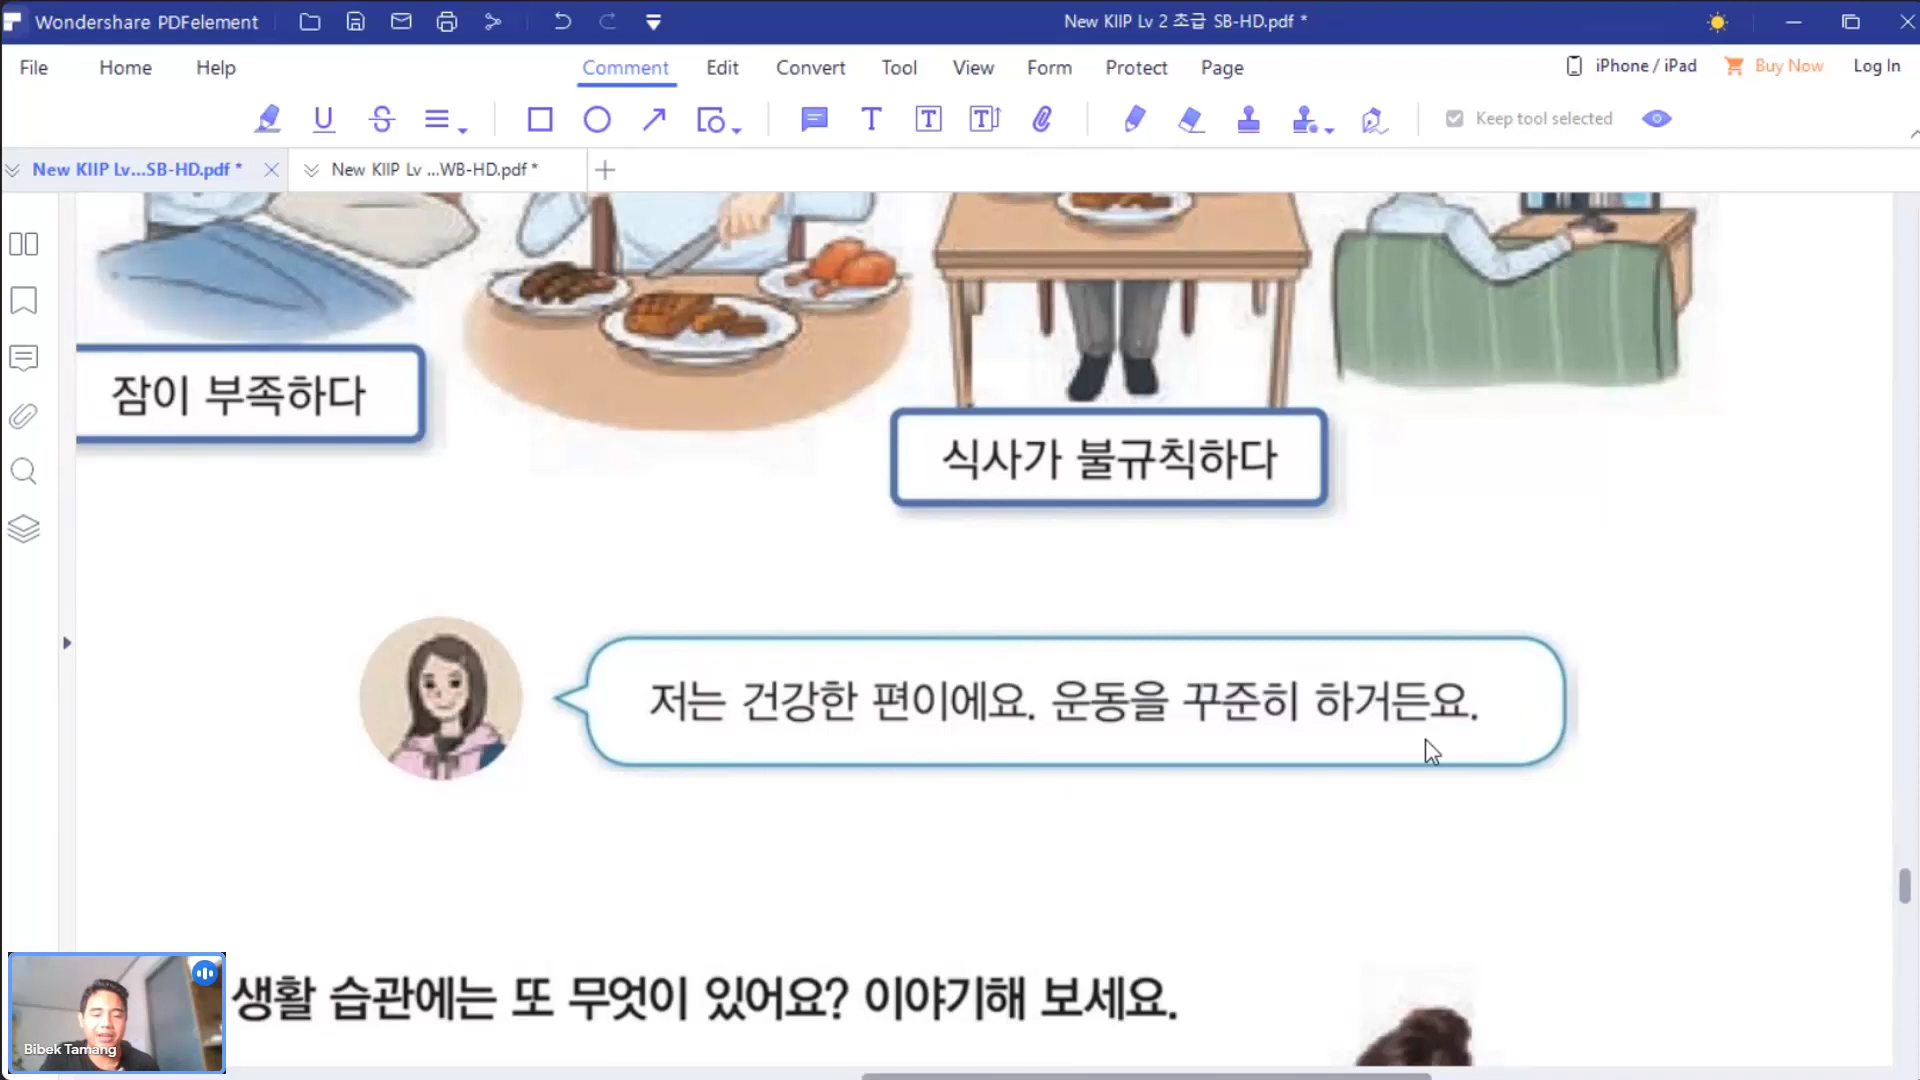 Wondershare PDFelement
New KIIP Lv 2 초급 SB-HD.pdf *
File Home Help Comment Edit Convert Tool View Form Protect Page iPhone / iPad Buy Now Log In
Keep tool selected
New KIIP Lv...SB-HD.pdf *
New KIIP Lv ...WB-HD.pdf *
잠이 부족하다
식사가 불규칙하다
저는 건강한 편이에요. 운동을 꾸준히 하거든요.
생활 습관에는 또 무엇이 있어요? 이야기해 보세요.
Bibek Tamang